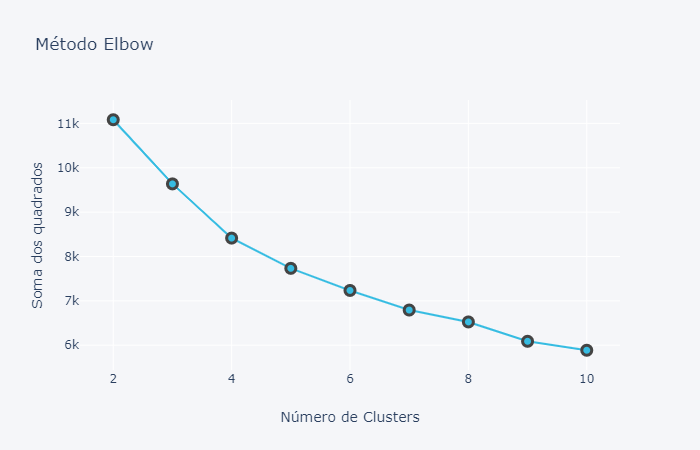 Método Elbow
Soma dos quadrados
11k
10k
9k
8k
7k
6k
2 4 6 8 10
Número de Clusters